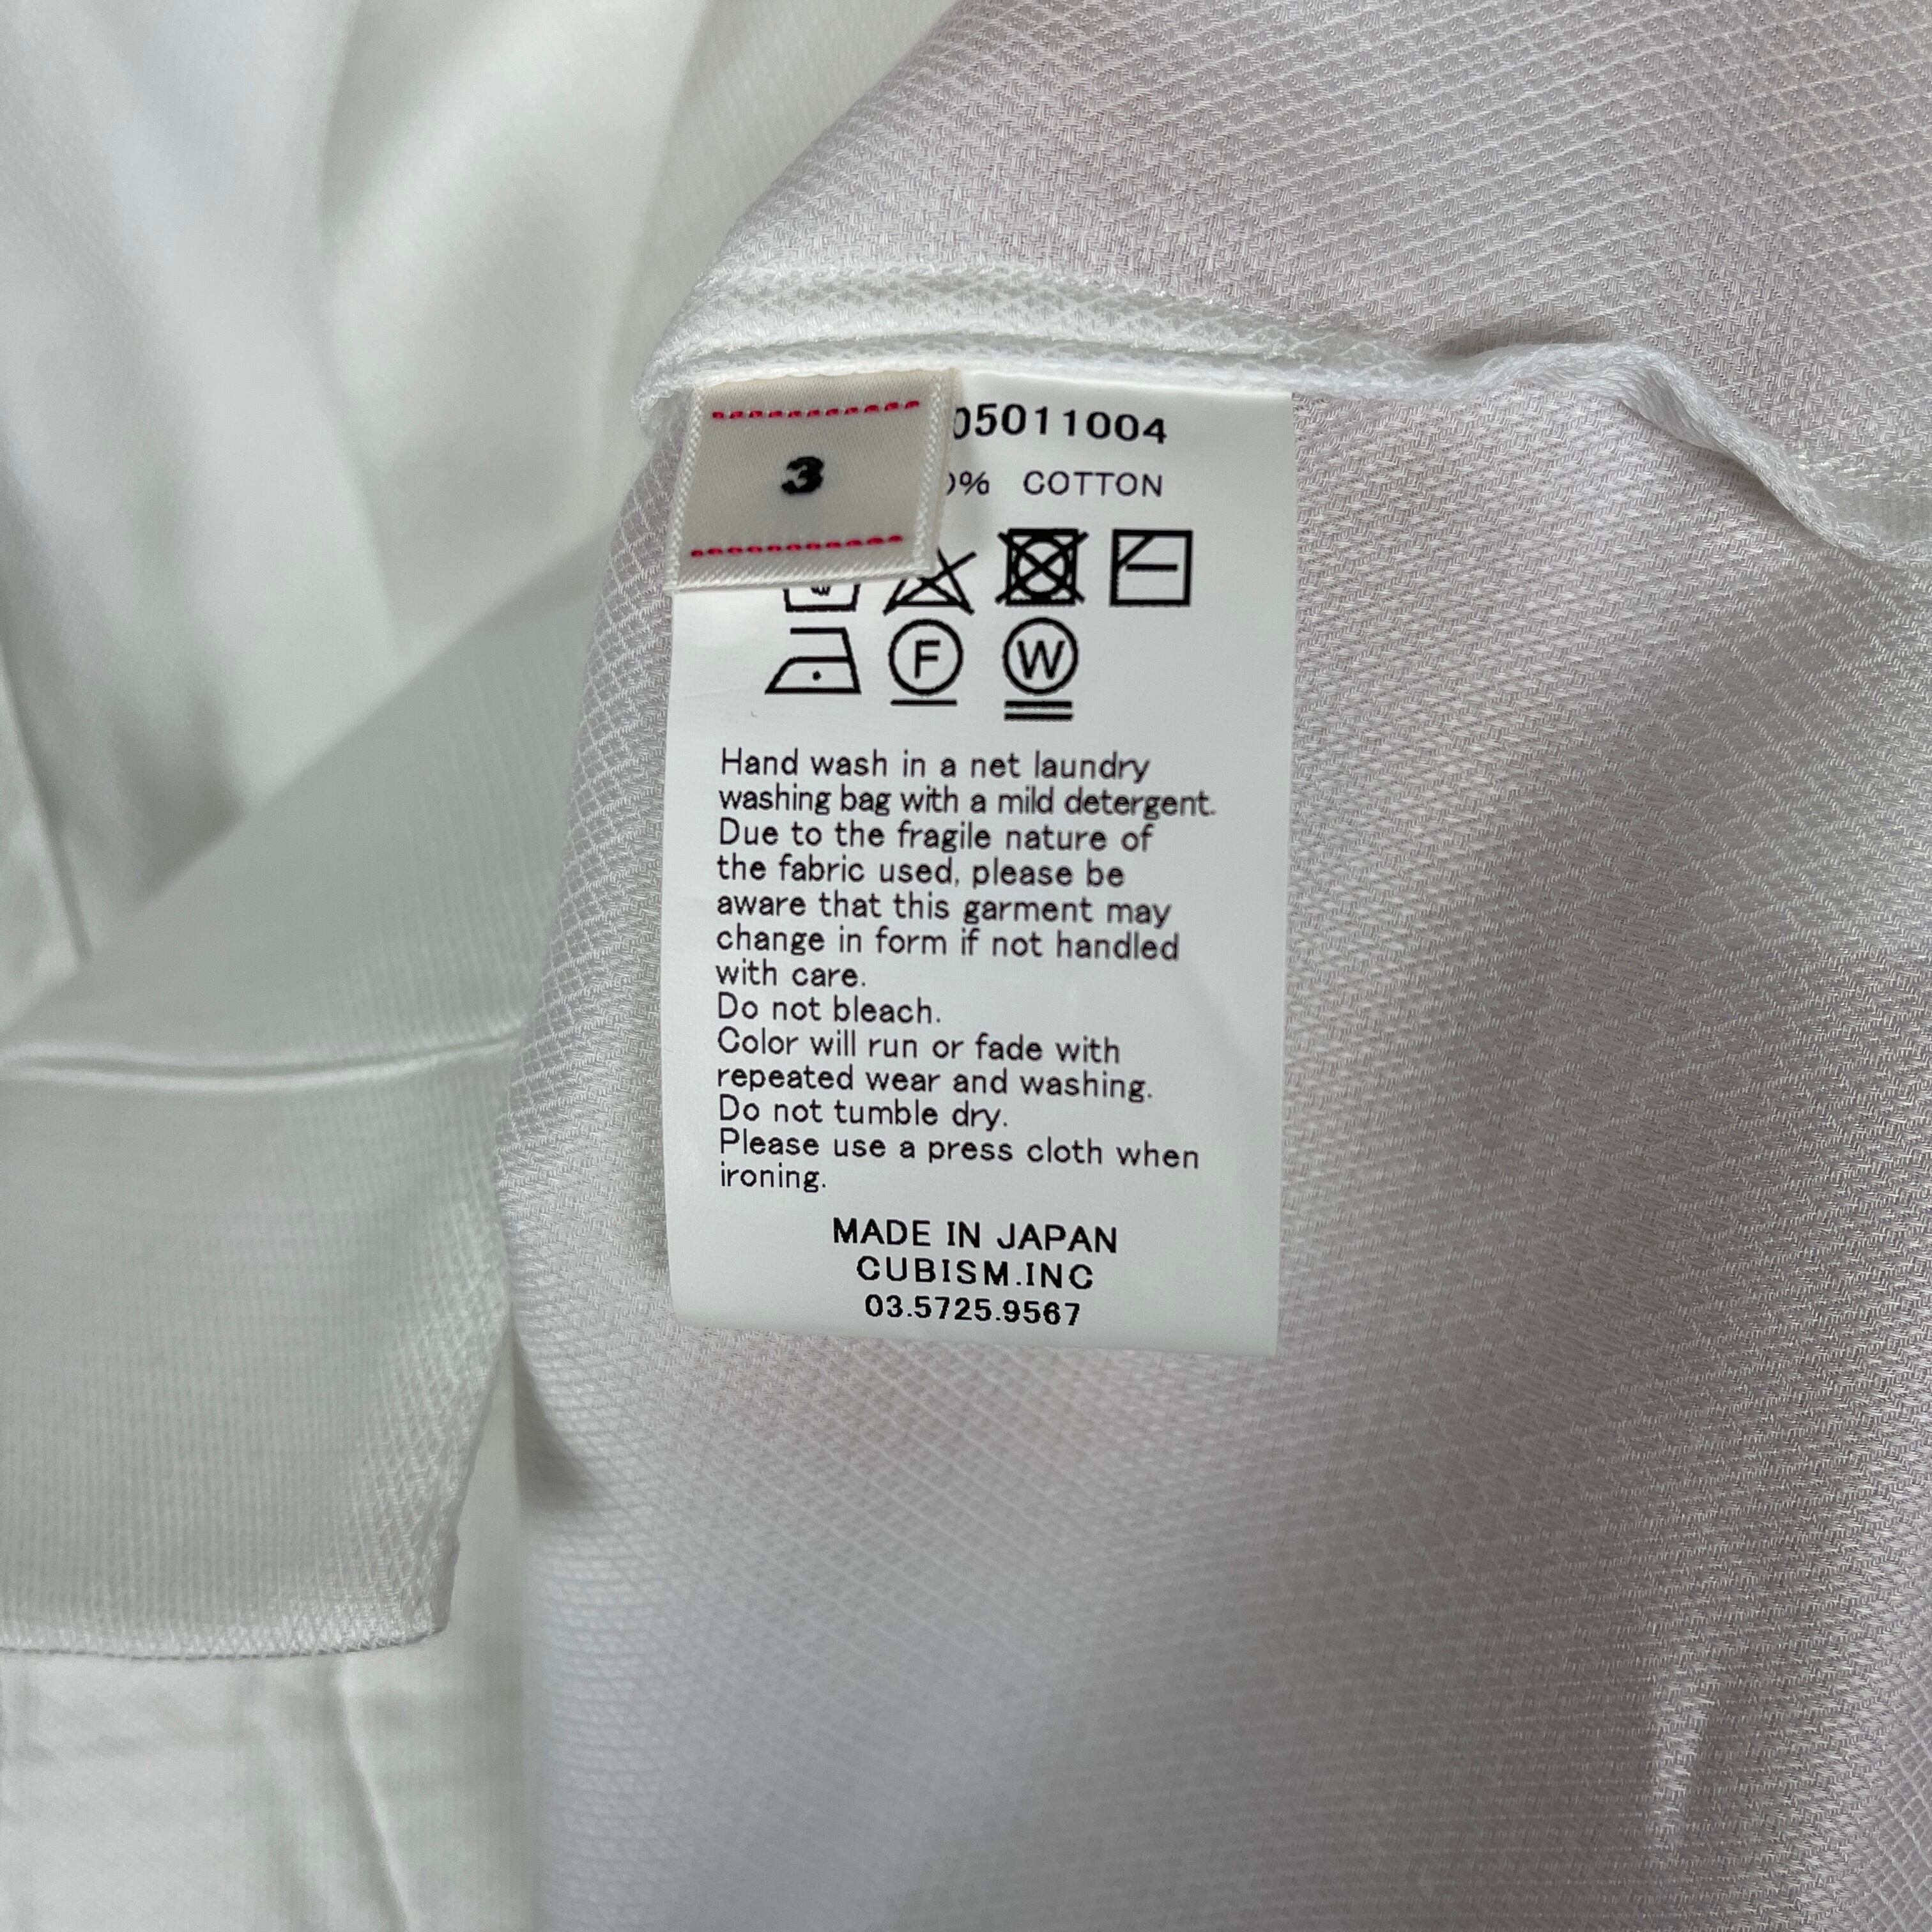 3
05011004
0% COTTON
F
W
Hand wash in a net laundry
washing bag with a mild detergent.
Due to the fragile nature of
the fabric used, please be
aware that this garment may
change in form if not handled
with care.
Do not bleach.
Color will run or fade with
repeated wear and washing.
Do not tumble dry.
Please use a press cloth when
ironing.
MADE IN JAPAN
CUBISM.INC
03.5725.9567